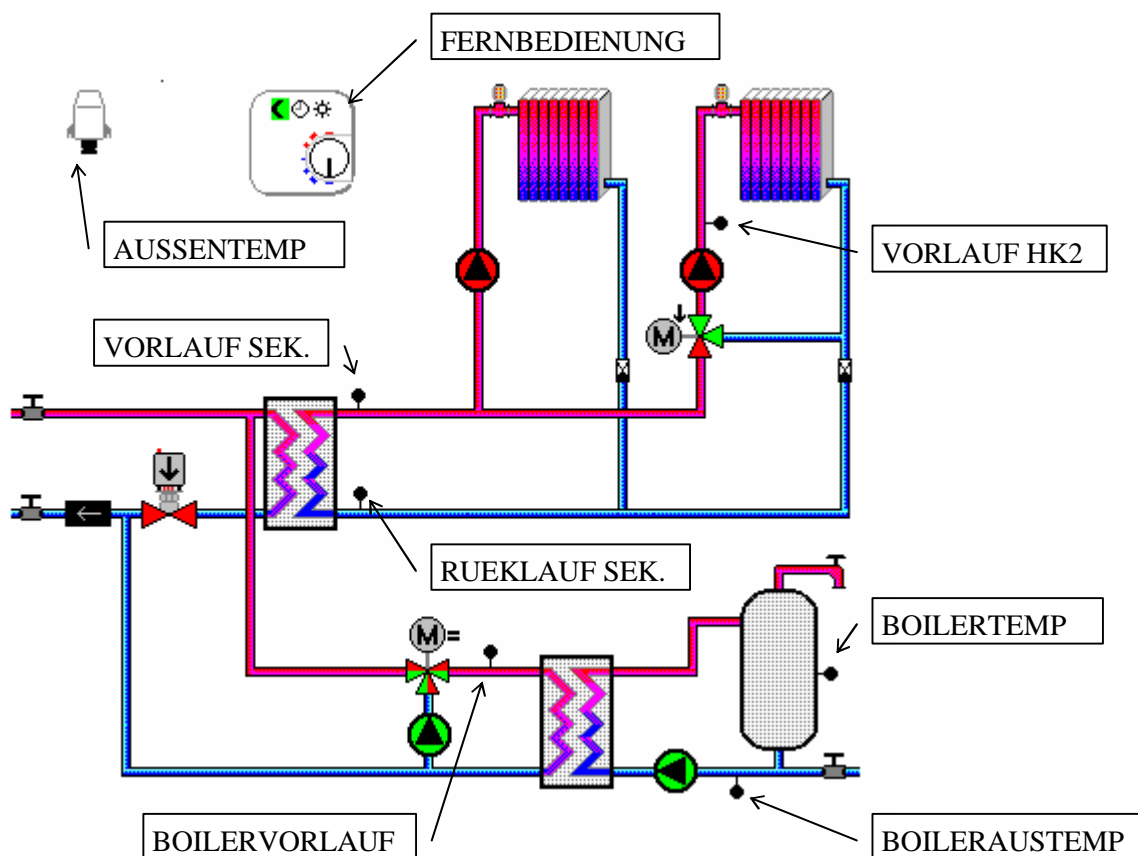 FERNBEDIENUNG
AUSSENTEMP
VORLAUF HK2
M
VORLAUF SEK.
RUEKLAUF SEK.
M=
BOILERTEMP
BOILERVORLAUF
BOILERAUSTEMP